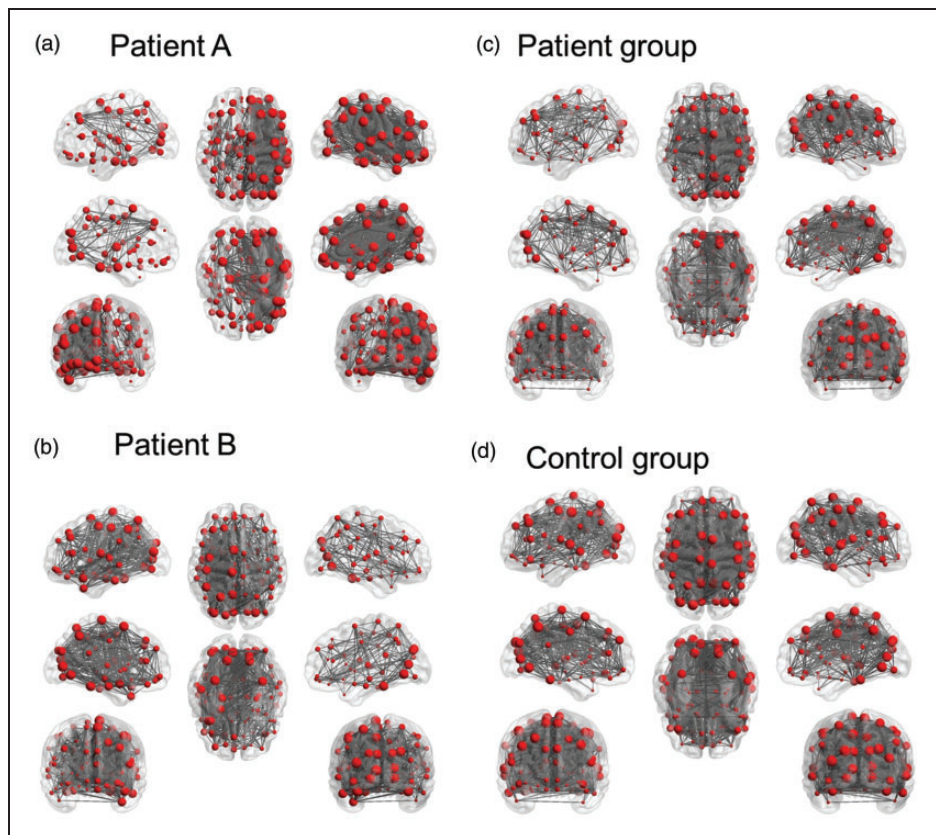 (a) Patient A
(c) Patient group
(b) Patient B
(d) Control group